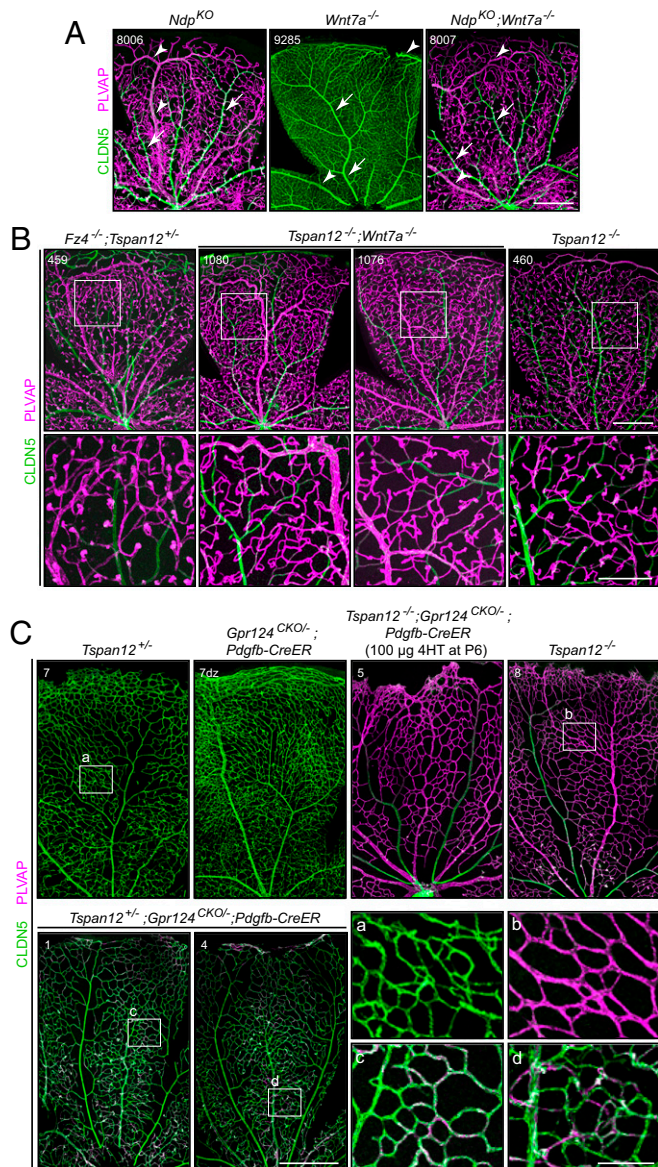 A
Ndp^KO
Wnt7a^-/-
Ndp^KO;Wnt7a^-/-
CLDN5 PLVAP
8006
9285
8007
B
Fz4^-/-;Tspan12^+/-
Tspan12^-/-;Wnt7a^-/-
Tspan12^-/-
CLDN5 PLVAP
459
1080
1076
460
C
Tspan12^+/-
Gpr124^CKO/-;
Pdgfb-CreER
Tspan12^-/-;Gpr124^CKO/-;
Pdgfb-CreER
(100 µg 4HT at P6)
Tspan12^-/-
CLDN5 PLVAP
7
a
7dz
5
8
b
Tspan12^+/-;Gpr124^CKO/-;Pdgfb-CreER
1
c
4
d
a
b
c
d